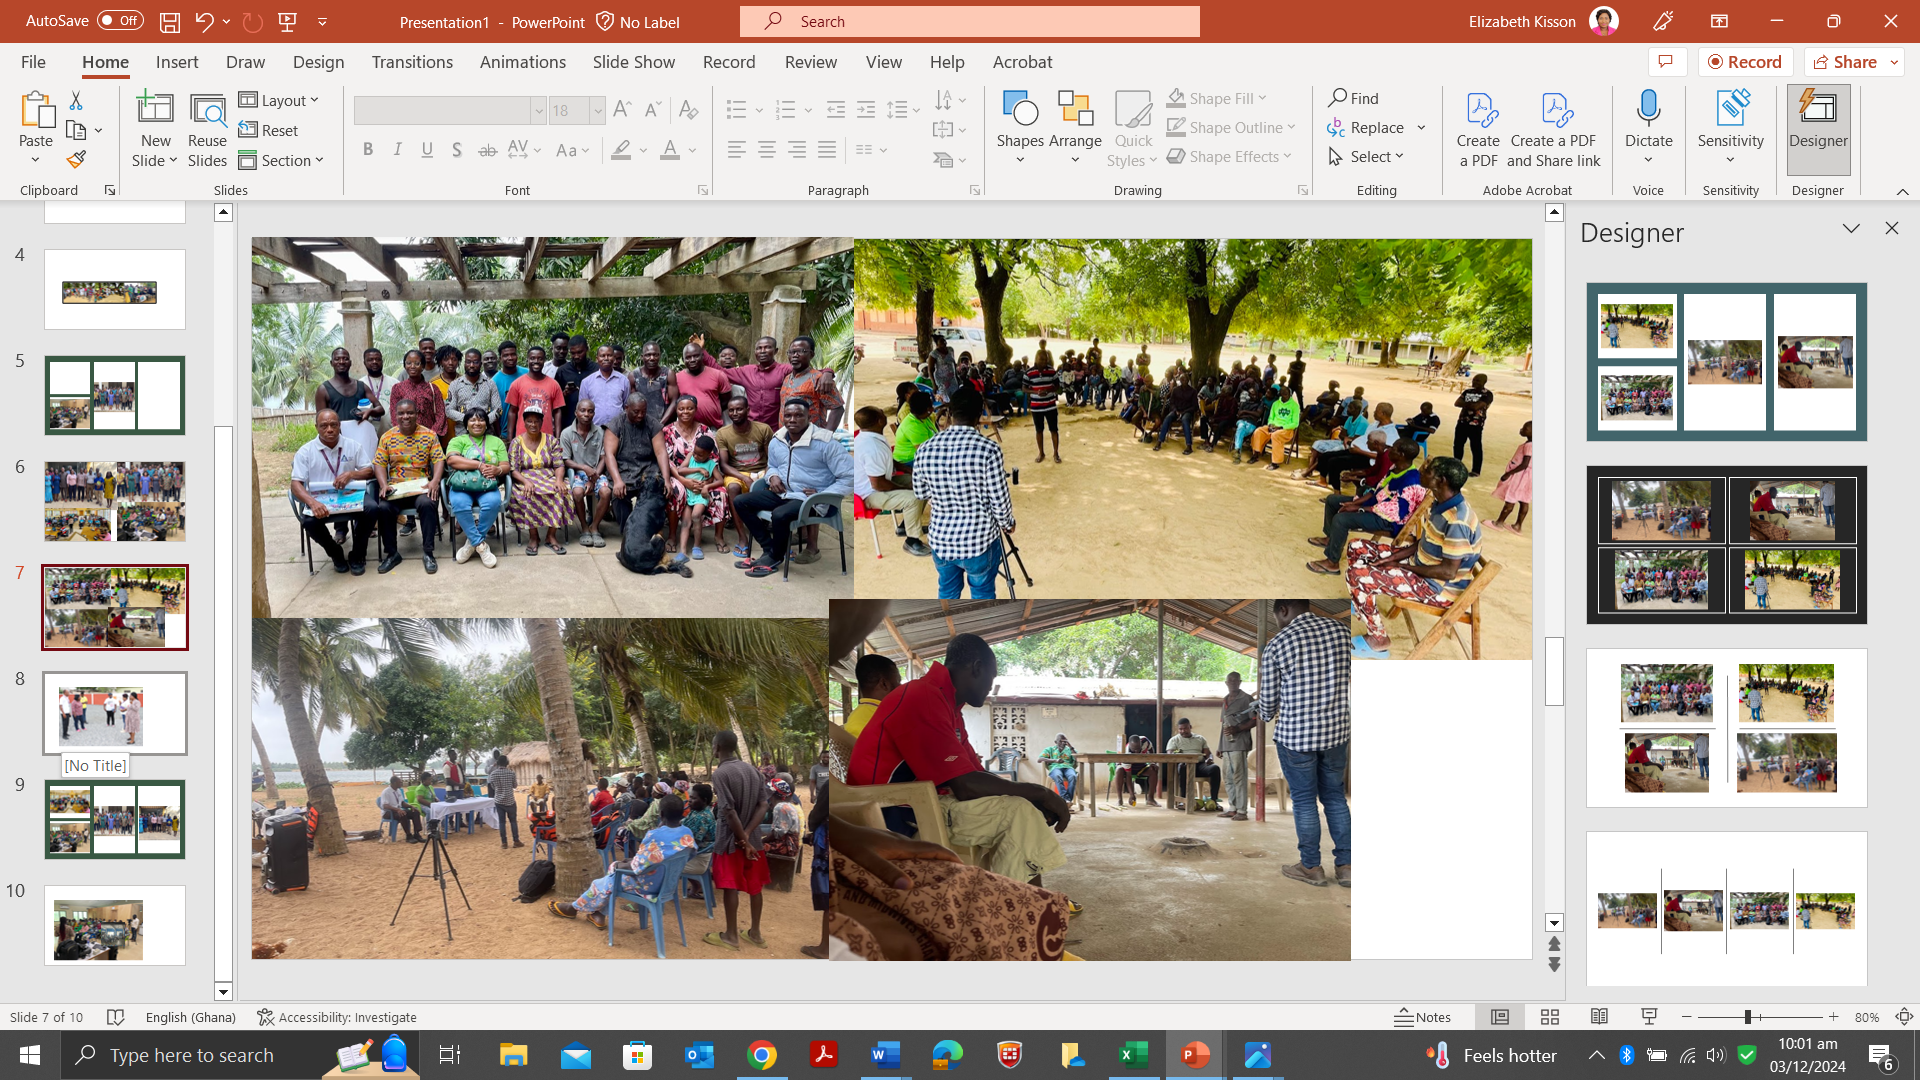 AutoSave Off Presentation1 - PowerPoint No Label Search Elizabeth Kisson
File Home Insert Draw Design Transitions Animations Slide Show Record Review View Help Acrobat Record Share
Paste
Clipboard
New Slide
Reuse Slides
Layout
Reset
Section
Slides
18
B I U S ab AV Aa A
Font
Paragraph
Shapes Arrange Quick Styles
Shape Fill
Shape Outline
Shape Effects
Drawing
Find
Replace
Select
Editing
Create a PDF
Create a PDF and Share link
Adobe Acrobat
Dictate
Voice
Sensitivity
Sensitivity
Designer
Designer
4
5
6
7
8
[No Title]
9
10
Designer
Slide 7 of 10 English (Ghana) Accessibility: Investigate Notes 80%
Type here to search
Feels hotter
10:01 am
03/12/2024
6